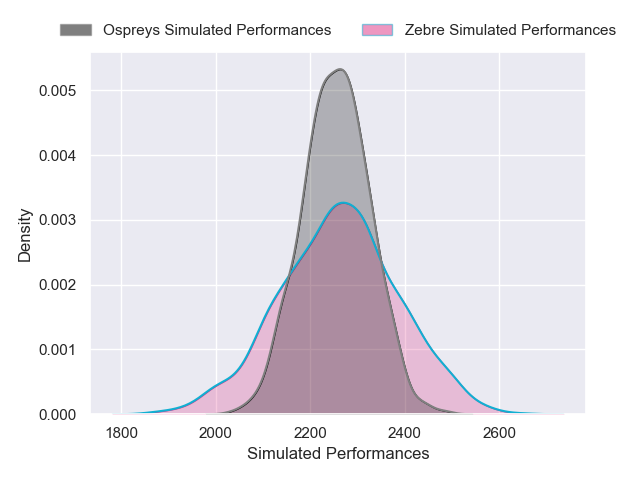 Ospreys Simulated Performances Zebre Simulated Performances
0.005
0.004
0.003
0.002
0.001
0.000
Density
1800 2000 2200 2400 2600
Simulated Performances